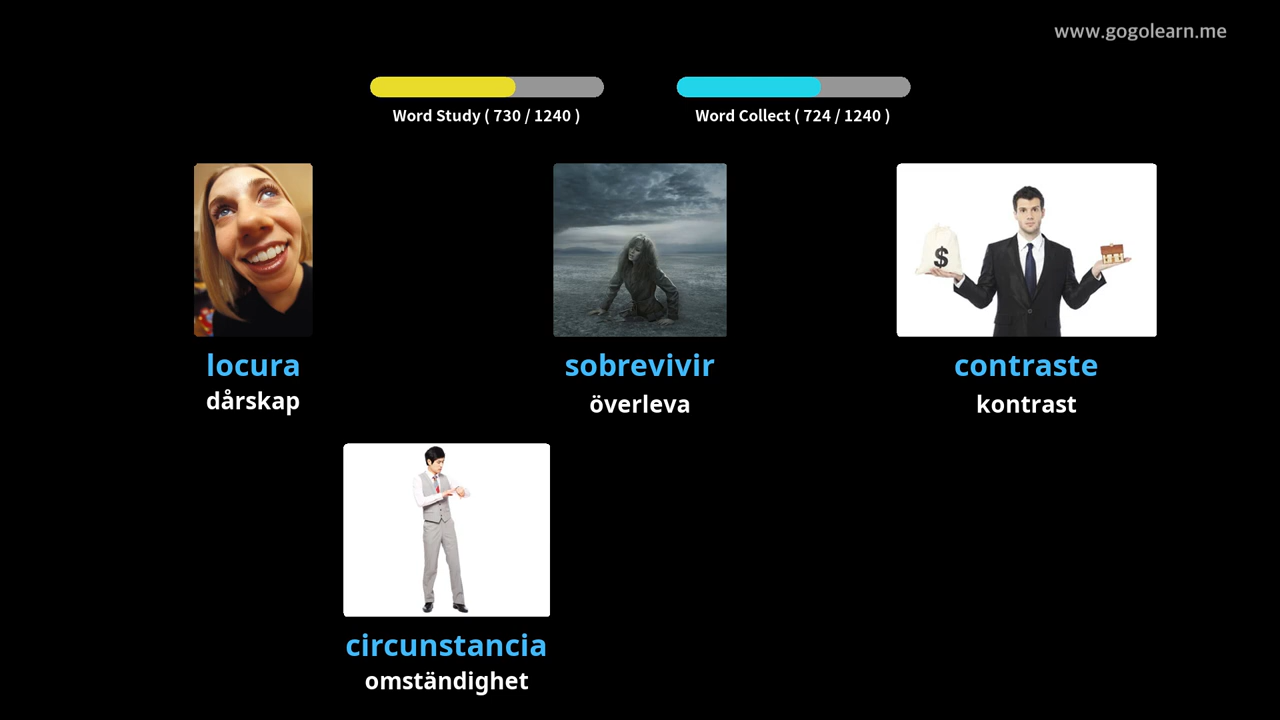 www.gogolearn.me
Word Study ( 730 / 1240 )
Word Collect ( 724 / 1240 )
$
locura
dårskap
sobrevivir
överleva
contraste
kontrast
circunstancia
omständighet